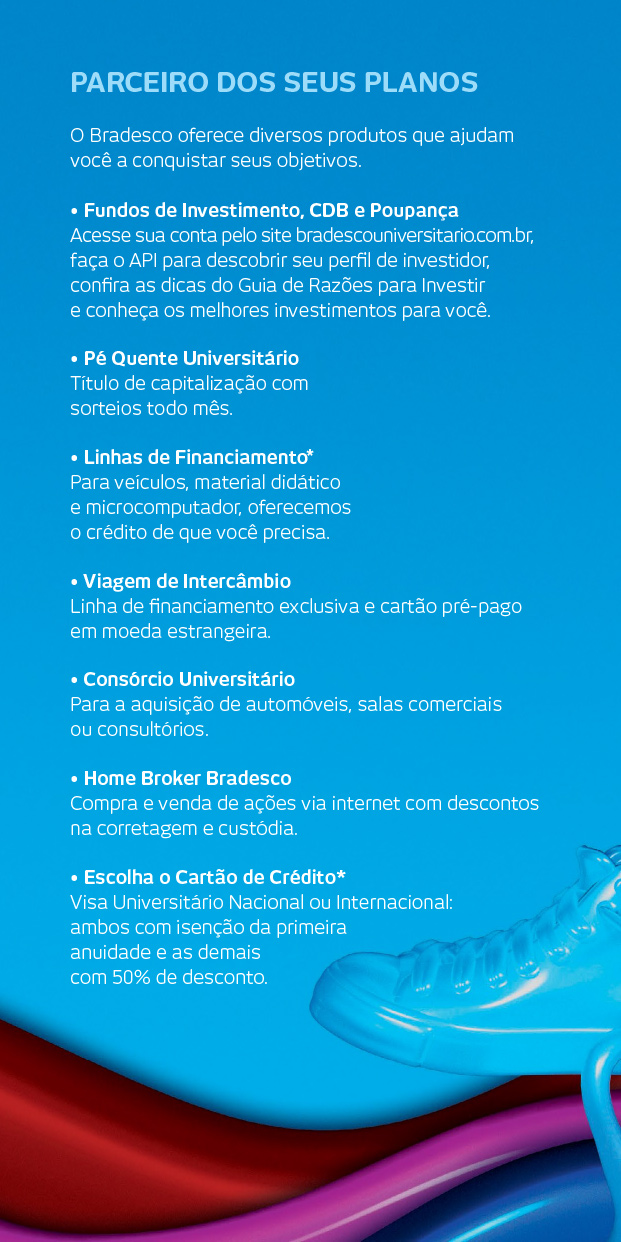 PARCEIRO DOS SEUS PLANOS
O Bradesco oferece diversos produtos que ajudam
você a conquistar seus objetivos.
• Fundos de Investimento, CDB e Poupança
Acesse sua conta pelo site bradescouniversitario.com.br,
faça o API para descobrir seu perfil de investidor,
confira as dicas do Guia de Razões para Investir
e conheça os melhores investimentos para você.
• Pé Quente Universitário
Título de capitalização com
sorteios todo mês.
• Linhas de Financiamento*
Para veículos, material didático
e microcomputador, oferecemos
o crédito de que você precisa.
• Viagem de Intercâmbio
Linha de financiamento exclusiva e cartão pré-pago
em moeda estrangeira.
• Consórcio Universitário
Para a aquisição de automóveis, salas comerciais
ou consultórios.
• Home Broker Bradesco
Compra e venda de ações via internet com descontos
na corretagem e custódia.
• Escolha o Cartão de Crédito*
Visa Universitário Nacional ou Internacional:
ambos com isenção da primeira
anuidade e as demais
com 50% de desconto.